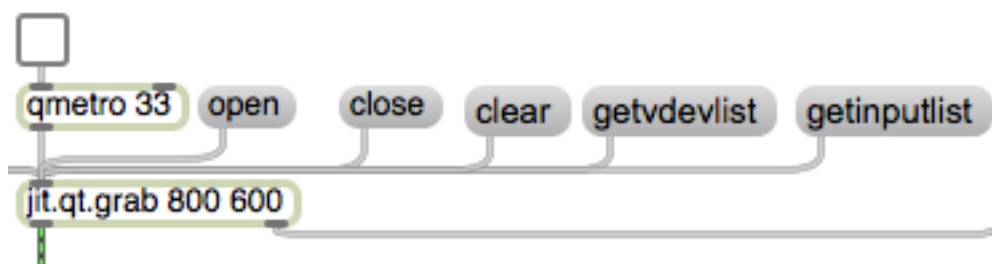 qmetro 33
open
close
clear
getvdevlist
getinputlist
jit.qt.grab 800 600